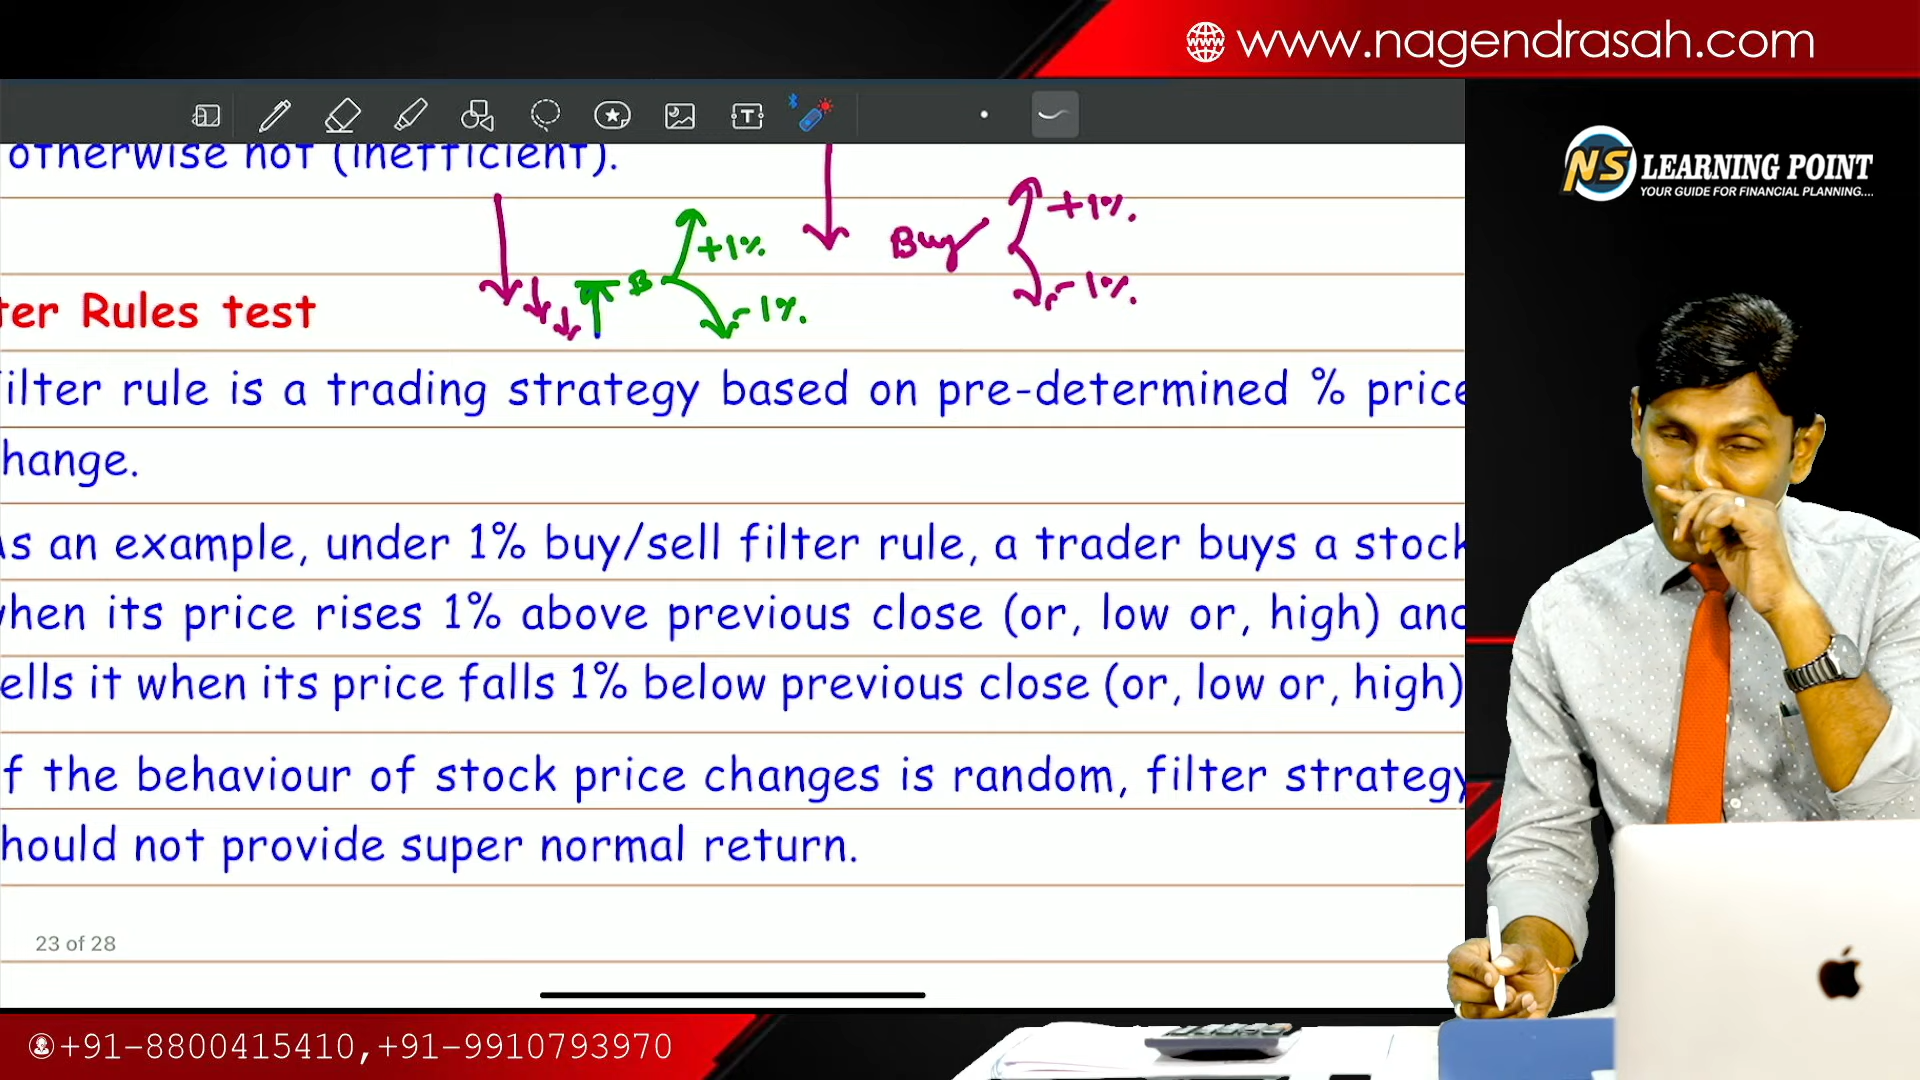 www.nagendrasah.com
NS LEARNING POINT
YOUR GUIDE FOR FINANCIAL PLANNING....
otherwise not (inefficient).
+1%
-1%
B
Buy
+1%.
-1%.
ter Rules test
ilter rule is a trading strategy based on pre-determined % price
hange.
As an example, under 1% buy/sell filter rule, a trader buys a stock
when its price rises 1% above previous close (or, low or, high) and
ells it when its price falls 1% below previous close (or, low or, high)
f the behaviour of stock price changes is random, filter strategy
hould not provide super normal return.
23 of 28
+91-8800415410,+91-9910793970